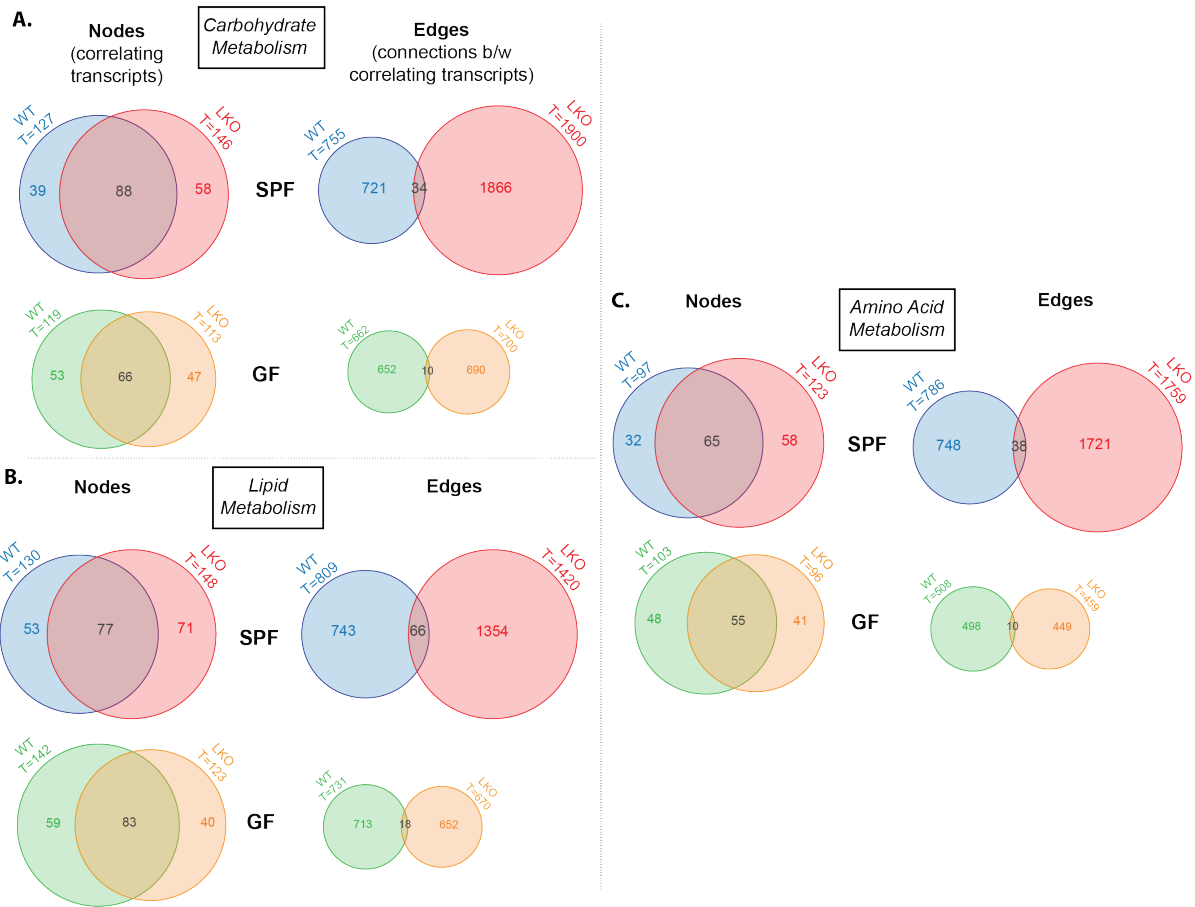 A.
Nodes
(correlating
transcripts)
Carbohydrate
Metabolism
Edges
(connections b/w
correlating transcripts)
WT
T=127
LKO
T=146
39
88
58
SPF
WT
T=755
LKO
T=1900
721
34
1866
WT
T=119
LKO
T=113
53
66
47
GF
WT
T=662
LKO
T=700
652
10
690
B.
Nodes
Lipid
Metabolism
Edges
WT
T=130
LKO
T=148
53
77
71
SPF
WT
T=809
LKO
T=1420
743
66
1354
WT
T=142
LKO
T=123
59
83
40
GF
WT
T=731
LKO
T=670
713
18
652
C.
Nodes
Amino Acid
Metabolism
Edges
WT
T=97
LKO
T=123
32
65
58
SPF
WT
T=786
LKO
T=1759
748
38
1721
WT
T=103
LKO
T=96
48
55
41
GF
WT
T=508
LKO
T=459
498
10
449